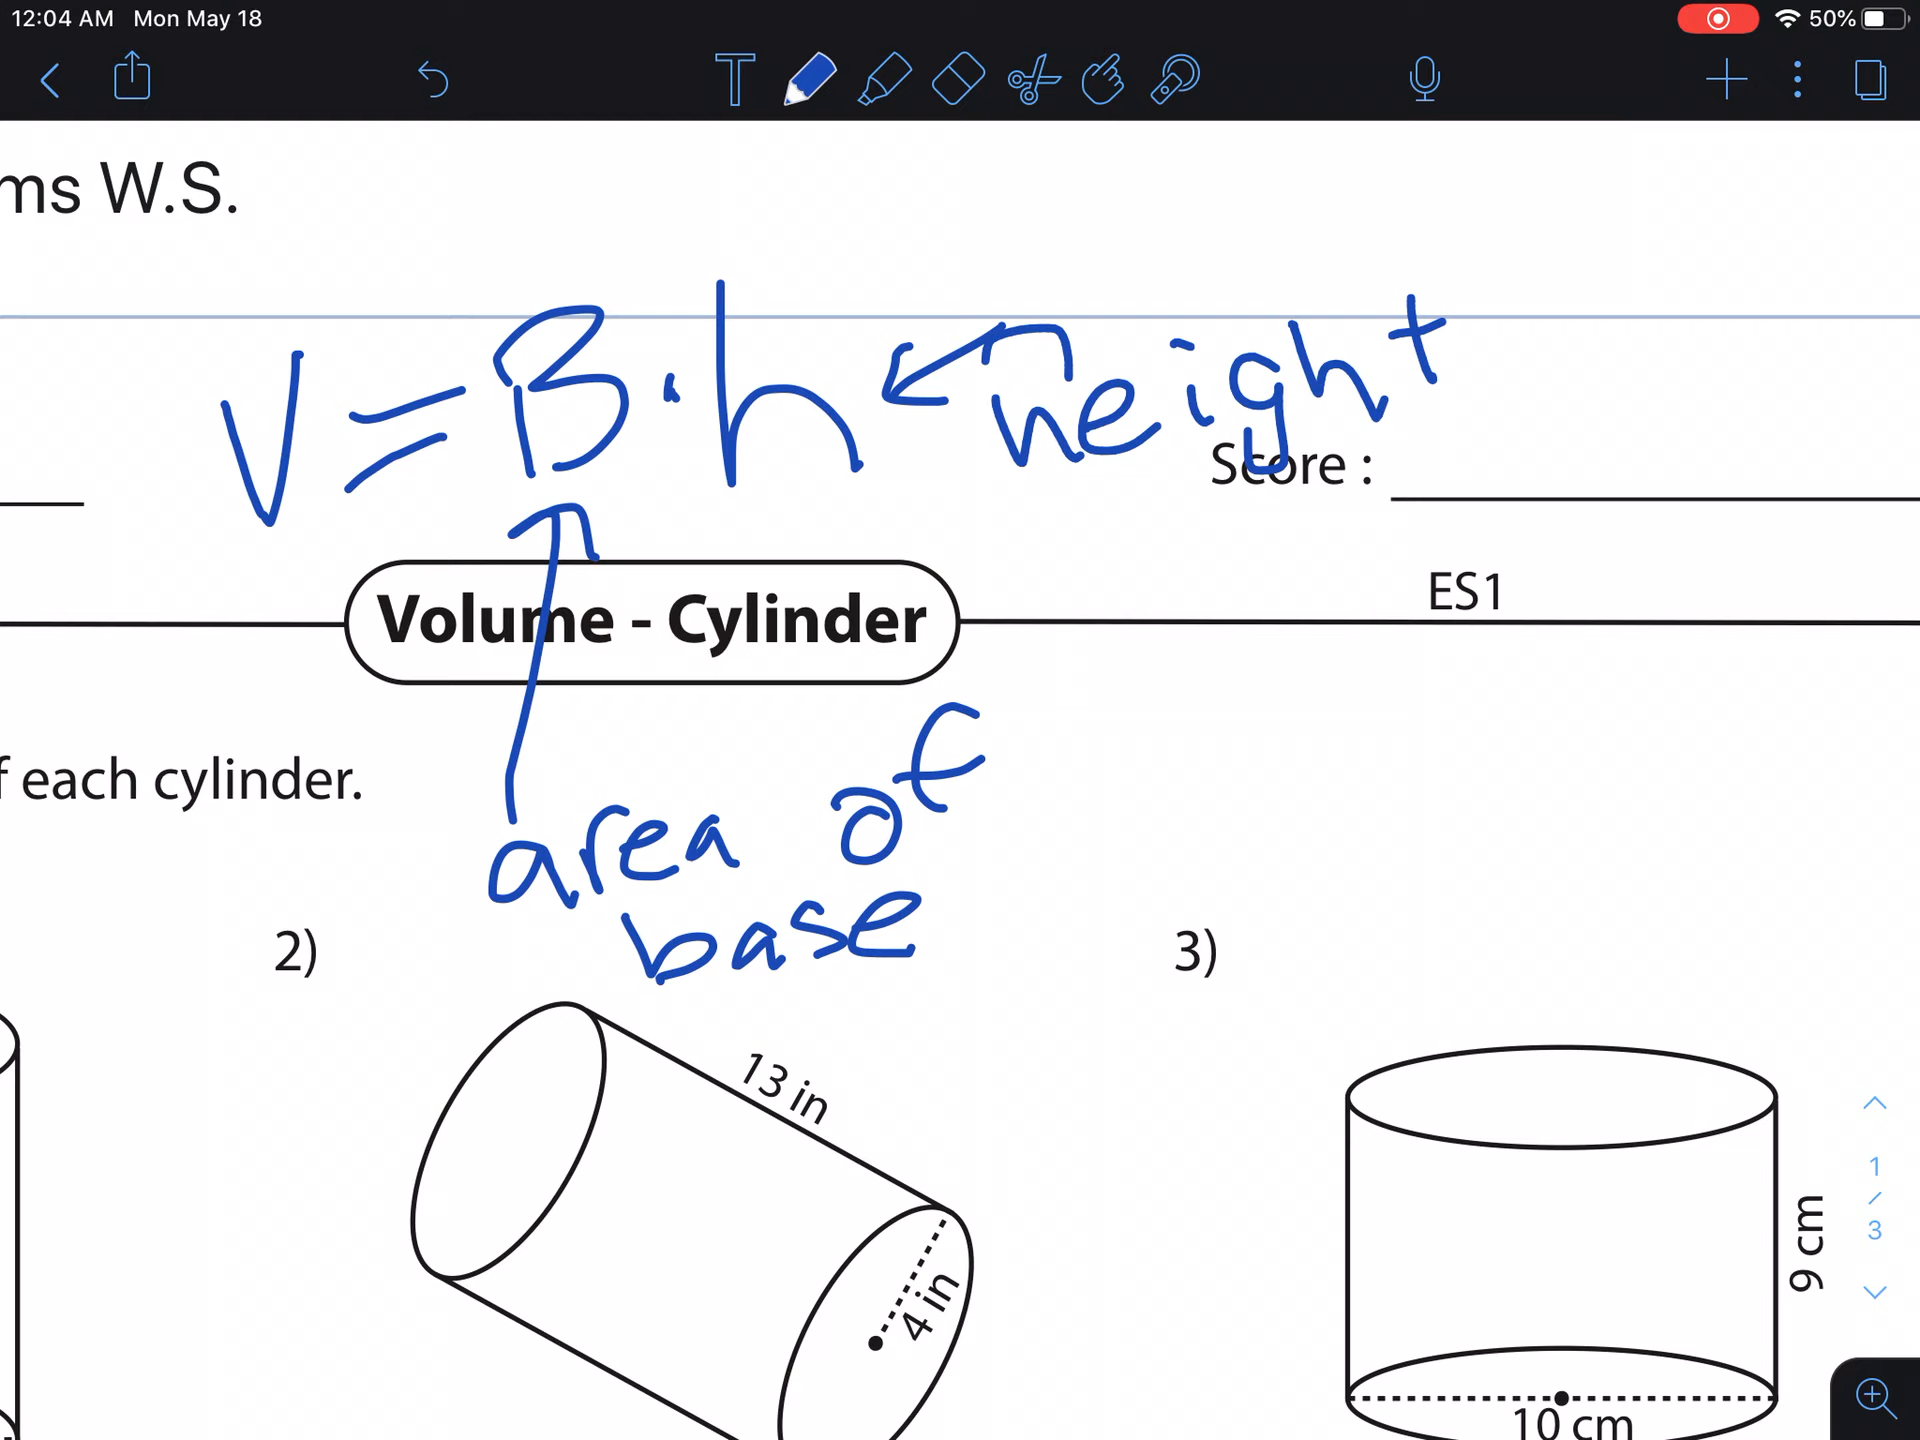 12:04 AM Mon May 18
50%
ms W.S.
V = B · h height
Score :
Volume - Cylinder
ES1
f each cylinder.
area of
base
2)
3)
13 in
4 in
9 cm
10 cm
1
/
3